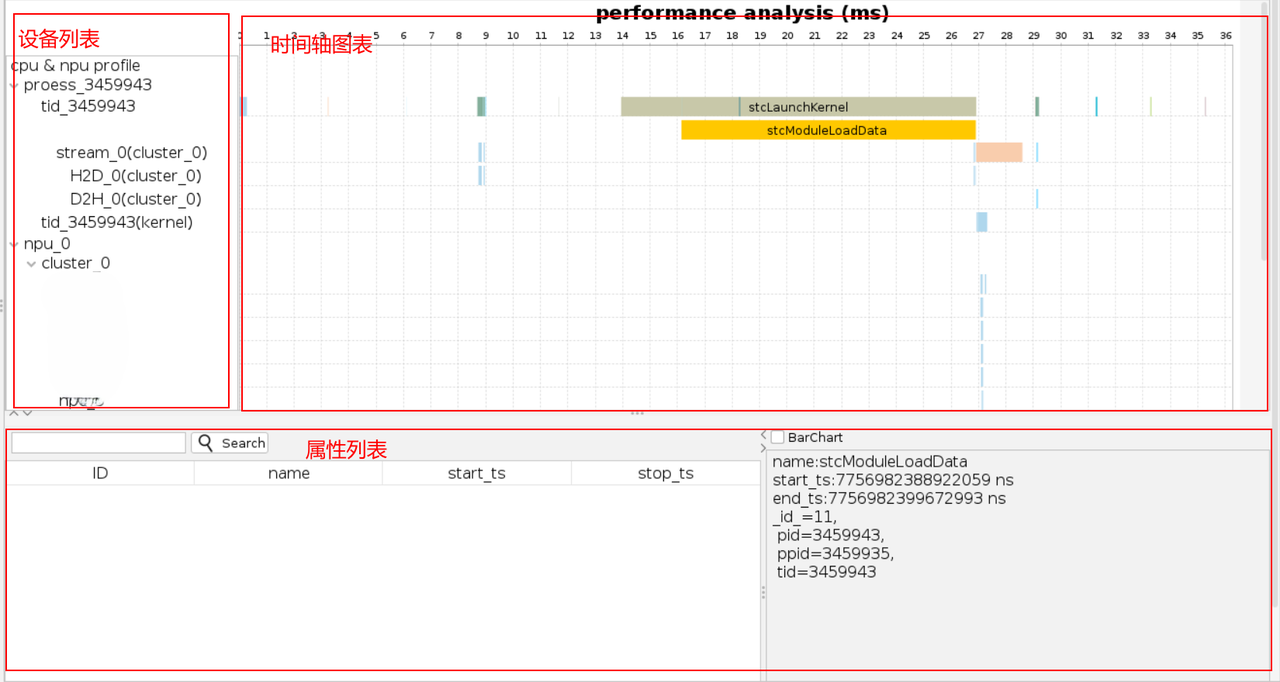 performance analysis (ms)
设备列表
时间轴图表
1 2 3 4 5 6 7 8 9 10 11 12 13 14 15 16 17 18 19 20 21 22 23 24 25 26 27 28 29 30 31 32 33 34 35 36
cpu & npu profile
proess_3459943
tid_3459943
stcLaunchKernel
stcModuleLoadData
stream_0(cluster_0)
H2D_0(cluster_0)
D2H_0(cluster_0)
tid_3459943(kernel)
npu_0
cluster_0
Search
属性列表
ID name start_ts stop_ts
BarChart
name:stcModuleLoadData
start_ts:7756982388922059 ns
end_ts:7756982399672993 ns
_id_=11,
pid=3459943,
ppid=3459935,
tid=3459943